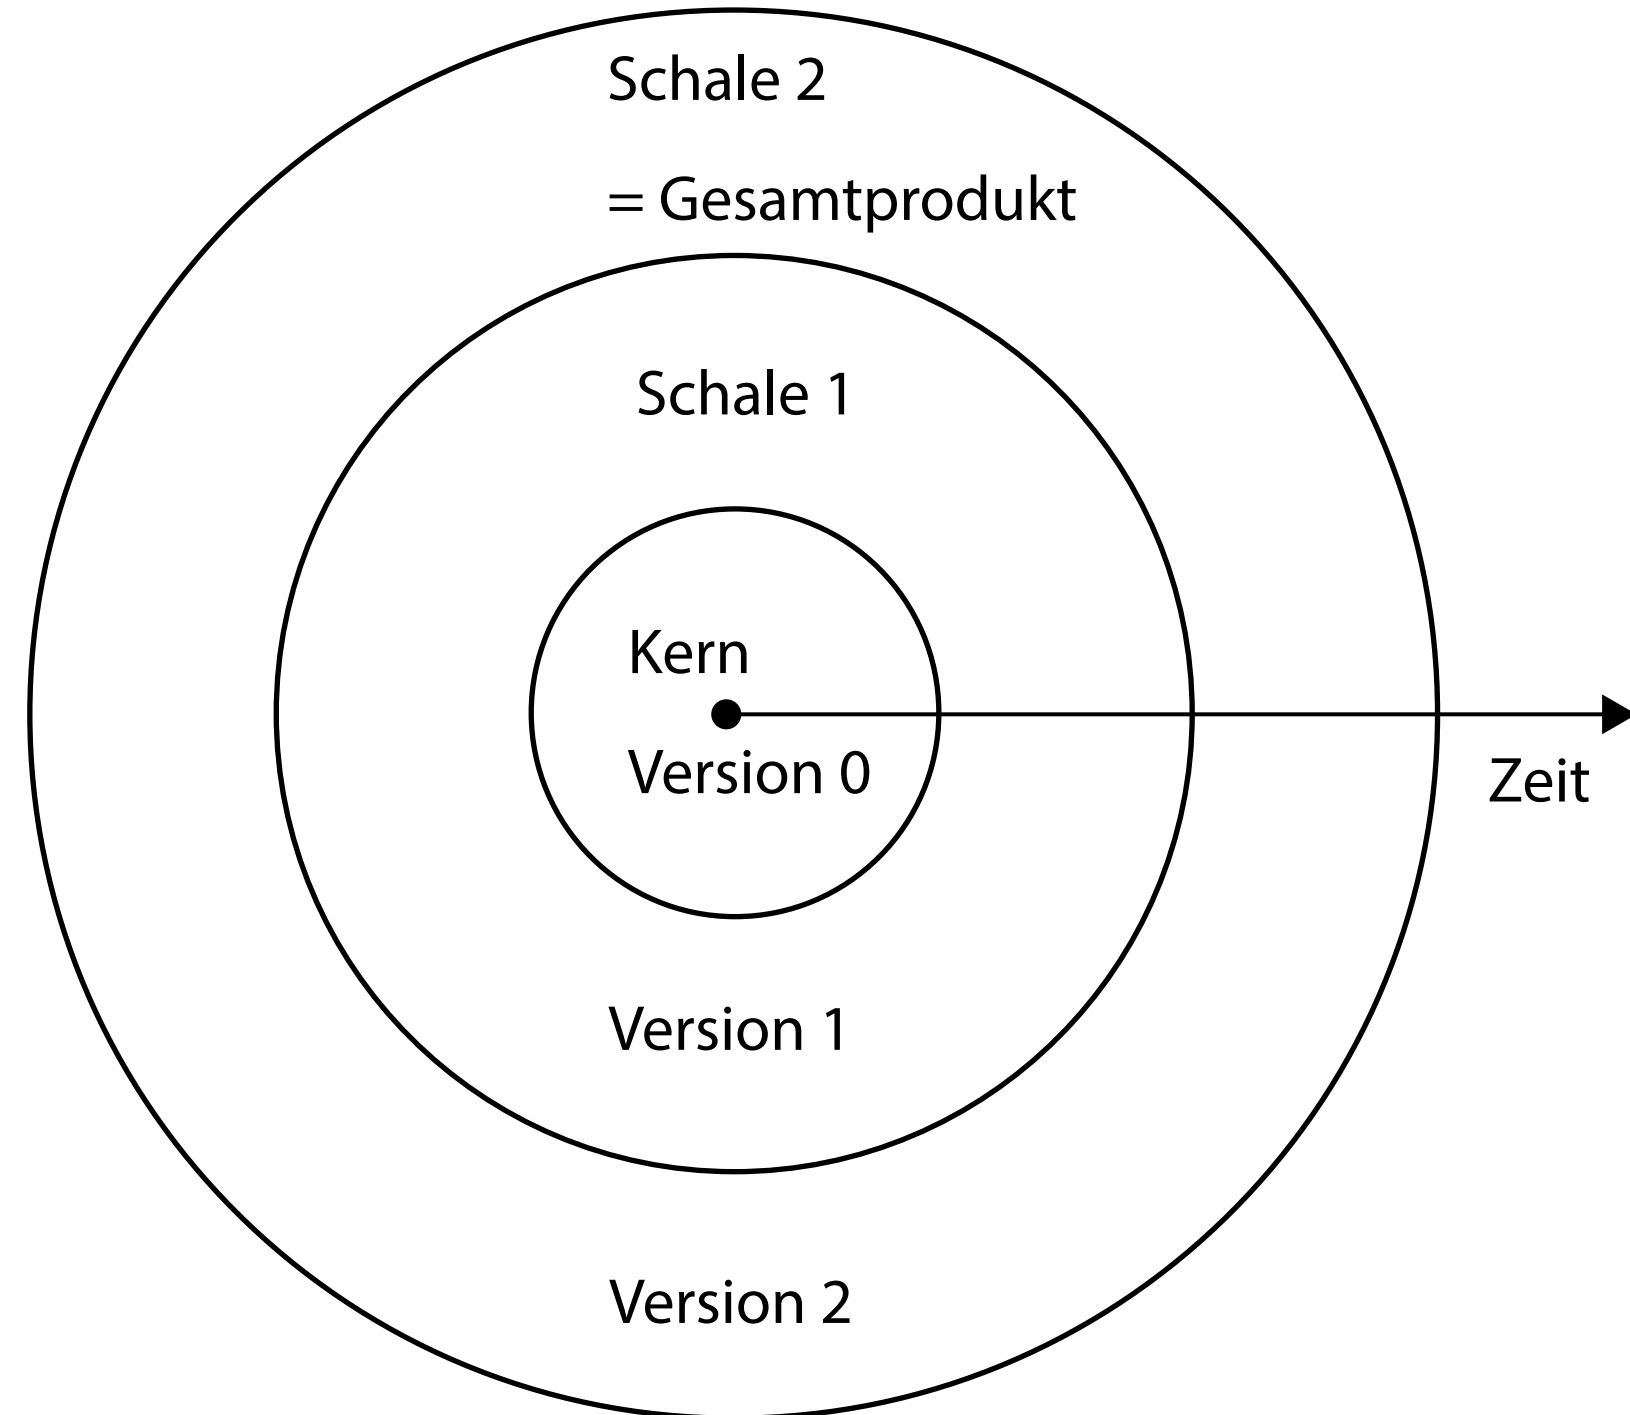 Schale 2
= Gesamtprodukt
Schale 1
Kern
Version 0
Zeit
Version 1
Version 2